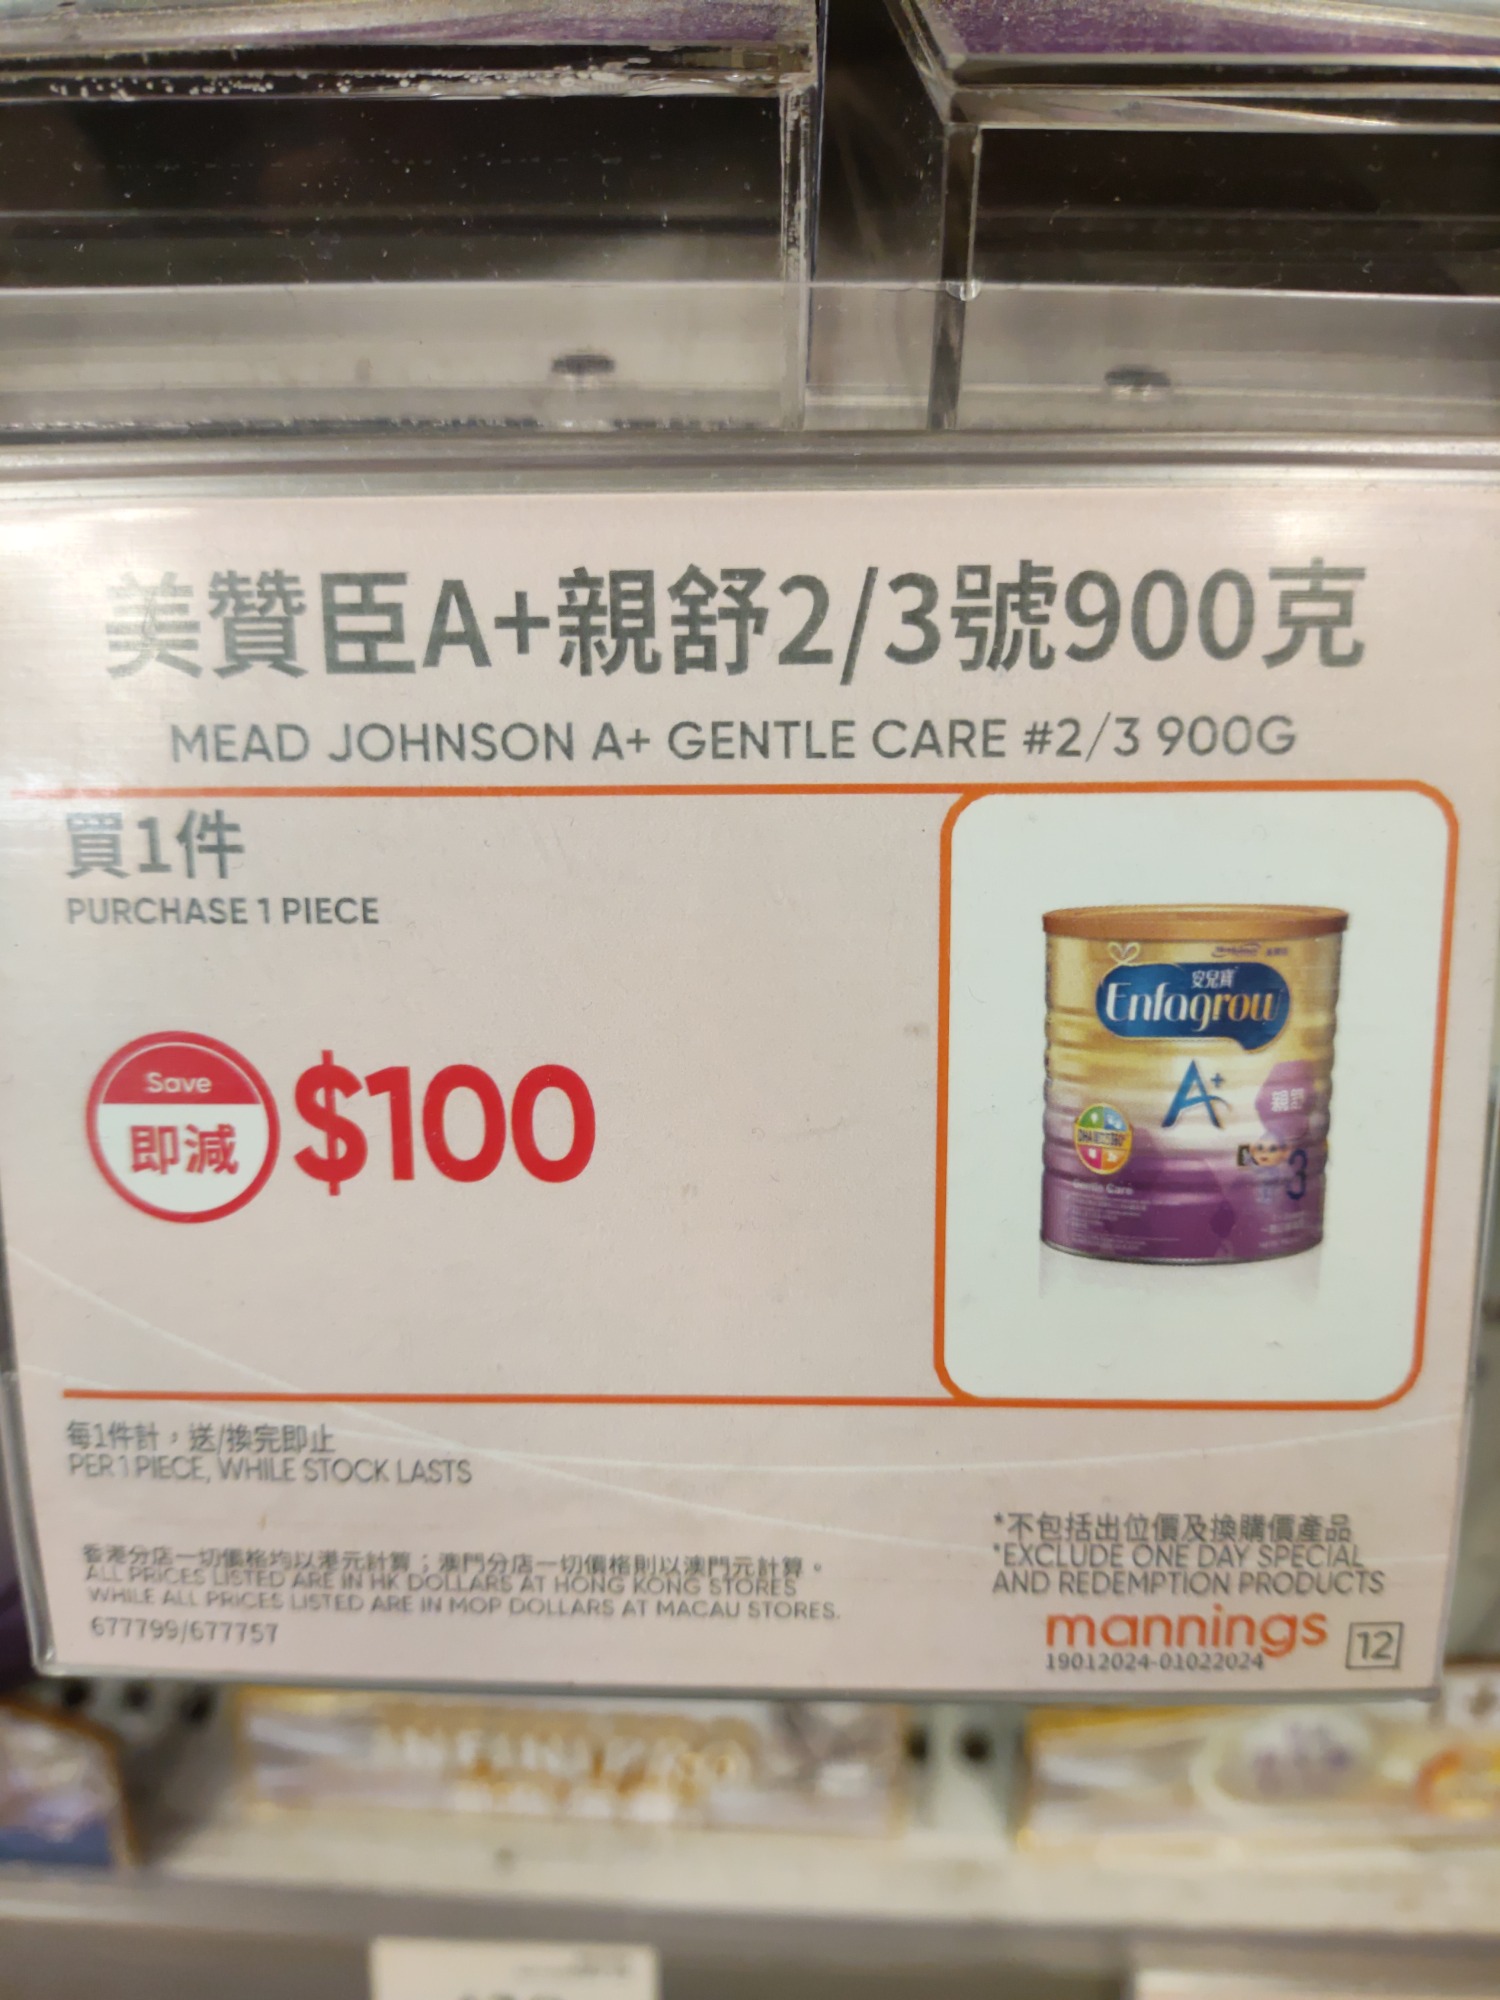 美贊臣A+親舒2/3號900克
MEAD JOHNSON A+ GENTLE CARE #2/3 900G
買1件
PURCHASE 1 PIECE
Save
即減
$100
安兒寶
Enfagrow
A+
親舒
Gentle Care
3
每1件計，送/換完即止
PER 1 PIECE, WHILE STOCK LASTS
香港分店一切價格均以港元計算；澳門分店一切價格則以澳門元計算。
ALL PRICES LISTED ARE IN HK DOLLARS AT HONG KONG STORES
WHILE ALL PRICES LISTED ARE IN MOP DOLLARS AT MACAU STORES.
677799/677757
*不包括出位價及換購價產品
*EXCLUDE ONE DAY SPECIAL
AND REDEMPTION PRODUCTS
mannings
19012024-01022024
12